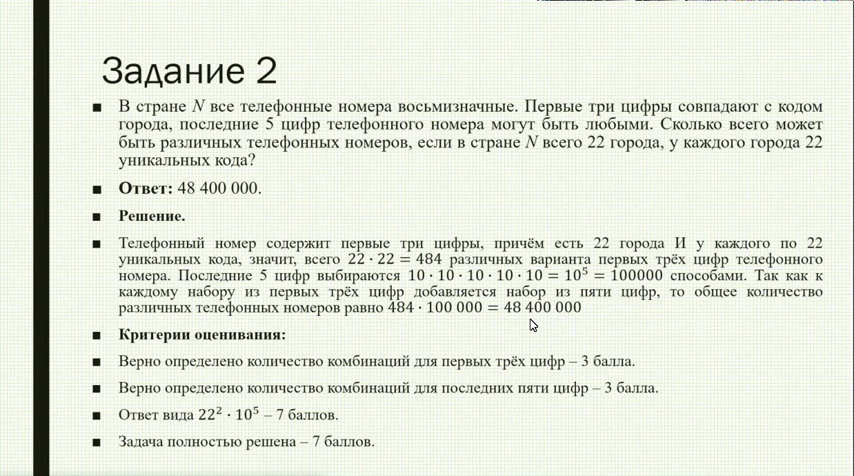 Задание 2
▪ В стране N все телефонные номера восьмизначные. Первые три цифры совпадают с кодом
города, последние 5 цифр телефонного номера могут быть любыми. Сколько всего может
быть различных телефонных номеров, если в стране N всего 22 города, у каждого города 22
уникальных кода?
▪ Ответ: 48 400 000.
▪ Решение.
▪ Телефонный номер содержит первые три цифры, причём есть 22 города И у каждого по 22
уникальных кода, значит, всего 22 · 22 = 484 различных варианта первых трёх цифр телефонного
номера. Последние 5 цифр выбираются 10 · 10 · 10 · 10 · 10 = 10⁵ = 100000 способами. Так как к
каждому набору из первых трёх цифр добавляется набор из пяти цифр, то общее количество
различных телефонных номеров равно 484 · 100 000 = 48 400 000
▪ Критерии оценивания:
▪ Верно определено количество комбинаций для первых трёх цифр – 3 балла.
▪ Верно определено количество комбинаций для последних пяти цифр – 3 балла.
▪ Ответ вида 22² · 10⁵ – 7 баллов.
▪ Задача полностью решена – 7 баллов.